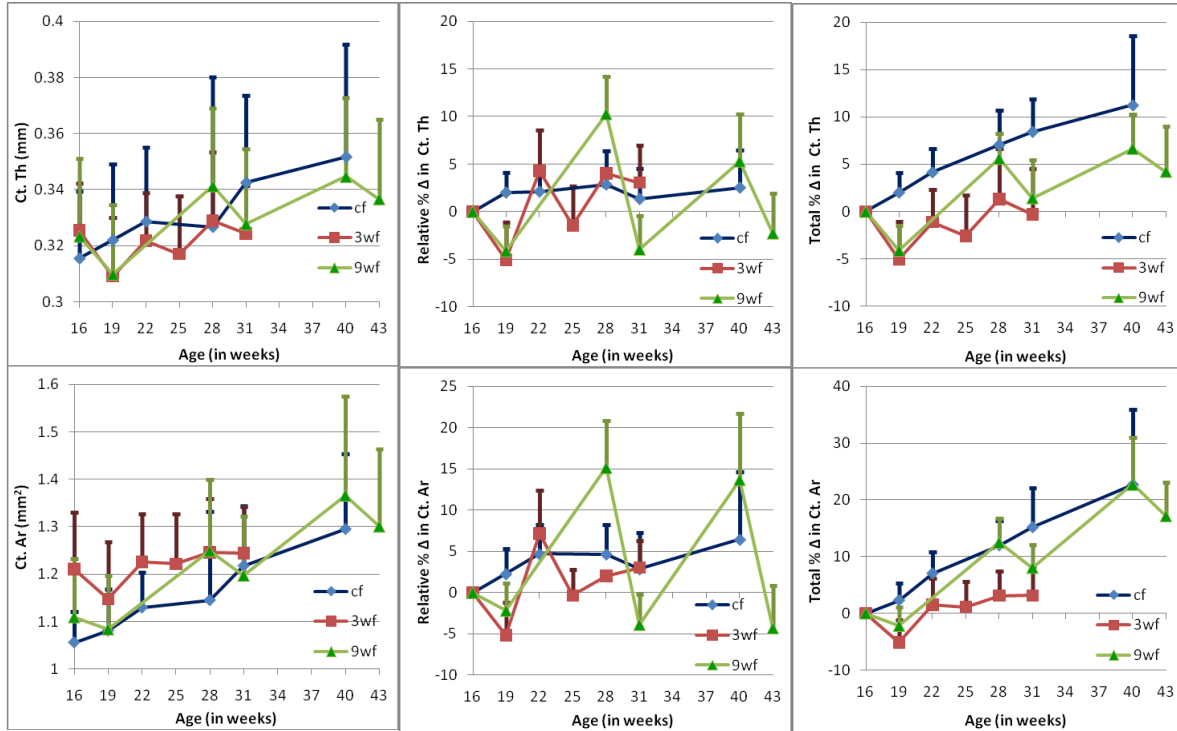 0.4
0.38
0.36
0.34
0.32
0.3
Ct. Th (mm)
16 19 22 25 28 31 34 37 40 43
Age (in weeks)
cf
3wf
9wf
20
15
10
5
0
-5
-10
Relative % Δ in Ct. Th
16 19 22 25 28 31 34 37 40 43
Age (in weeks)
cf
3wf
9wf
20
15
10
5
0
-5
-10
Total % Δ in Ct. Th
16 19 22 25 28 31 34 37 40 43
Age (in weeks)
cf
3wf
9wf
1.6
1.5
1.4
1.3
1.2
1.1
1
Ct. Ar (mm²)
16 19 22 25 28 31 34 37 40 43
Age (in weeks)
cf
3wf
9wf
25
20
15
10
5
0
-5
-10
Relative % Δ in Ct. Ar
16 19 22 25 28 31 34 37 40 43
Age (in weeks)
cf
3wf
9wf
40
30
20
10
0
-10
Total % Δ in Ct. Ar
16 19 22 25 28 31 34 37 40 43
Age (in weeks)
cf
3wf
9wf